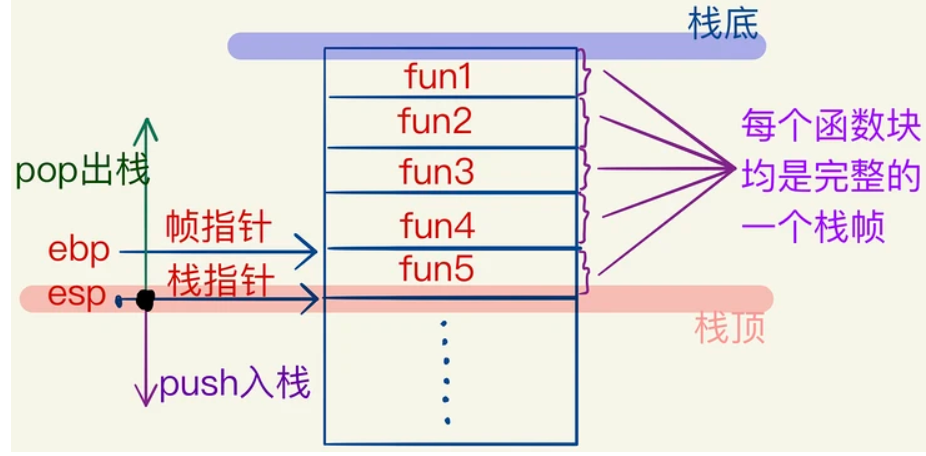 栈底
fun1
fun2
fun3
fun4
fun5
每个函数块
均是完整的
一个栈帧
pop出栈
帧指针
ebp
栈指针
esp
栈顶
push入栈